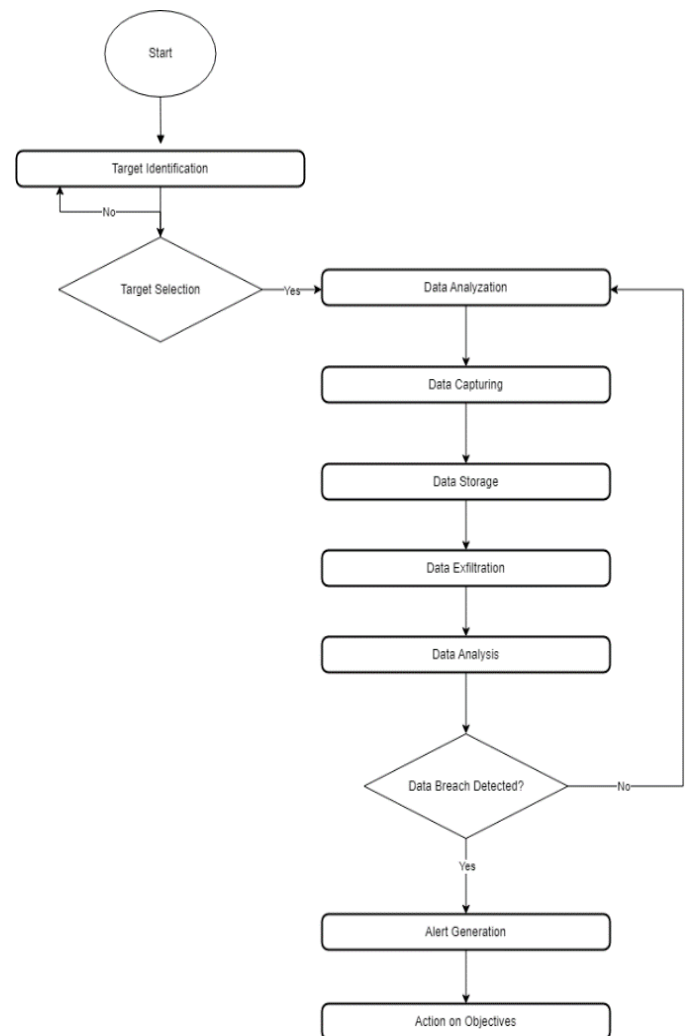 Start
Target Identification
No
Target Selection
Yes
Data Analyzation
Data Capturing
Data Storage
Data Exfiltration
Data Analysis
Data Breach Detected?
No
Yes
Alert Generation
Action on Objectives